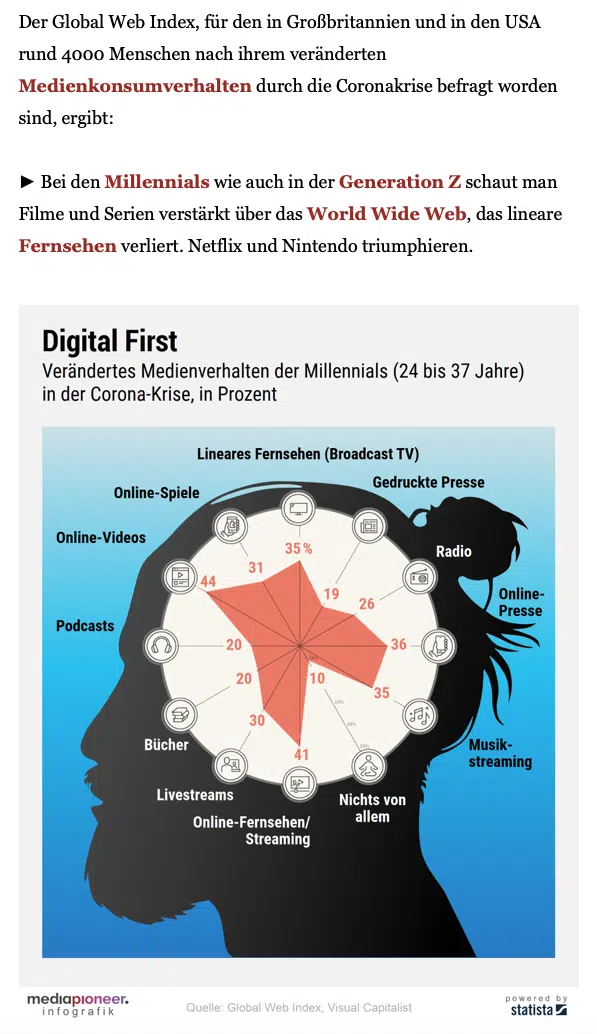 Der Global Web Index, für den in Großbritannien und in den USA
rund 4000 Menschen nach ihrem veränderten
Medienkonsumverhalten durch die Coronakrise befragt worden
sind, ergibt:
► Bei den Millennials wie auch in der Generation Z schaut man
Filme und Serien verstärkt über das World Wide Web, das lineare
Fernsehen verliert. Netflix und Nintendo triumphieren.
Digital First
Verändertes Medienverhalten der Millennials (24 bis 37 Jahre)
in der Corona-Krise, in Prozent
Lineares Fernsehen (Broadcast TV)
Gedruckte Presse
Online-Spiele
Online-Videos
Radio
35 %
31
44
19
26
Online-
Presse
Podcasts
20
36
20
10
35
30
41
Bücher
Musik-
streaming
Livestreams
Nichts von
allem
Online-Fernsehen/
Streaming
mediapioneer.
infografik
Quelle: Global Web Index, Visual Capitalist
powered by
statista